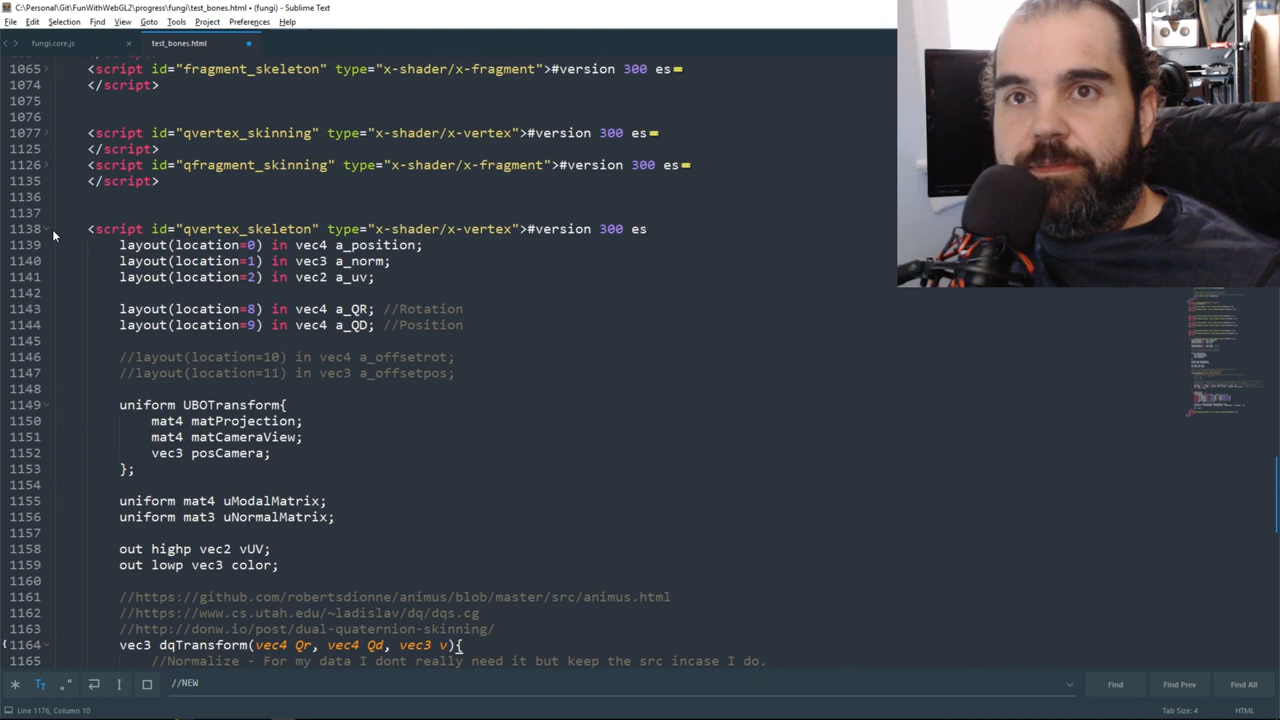 C:\Personal\Git\FunWithWebGL2\progress\fungi\test_bones.html • (fungi) - Sublime Text
File Edit Selection Find View Goto Tools Project Preferences Help
fungi.core.js × test_bones.html
1065 <script id="fragment_skeleton" type="x-shader/x-fragment">#version 300 es
1074 </script>
1075
1076
1077 <script id="qvertex_skinning" type="x-shader/x-vertex">#version 300 es
1125 </script>
1126 <script id="qfragment_skinning" type="x-shader/x-fragment">#version 300 es
1135 </script>
1136
1137
1138 <script id="qvertex_skeleton" type="x-shader/x-vertex">#version 300 es
1139 layout(location=0) in vec4 a_position;
1140 layout(location=1) in vec3 a_norm;
1141 layout(location=2) in vec2 a_uv;
1142
1143 layout(location=8) in vec4 a_QR; //Rotation
1144 layout(location=9) in vec4 a_QD; //Position
1145
1146 //layout(location=10) in vec4 a_offsetrot;
1147 //layout(location=11) in vec3 a_offsetpos;
1148
1149 uniform UBOTransform{
1150 mat4 matProjection;
1151 mat4 matCameraView;
1152 vec3 posCamera;
1153 };
1154
1155 uniform mat4 uModalMatrix;
1156 uniform mat3 uNormalMatrix;
1157
1158 out highp vec2 vUV;
1159 out lowp vec3 color;
1160
1161 //https://github.com/robertsdionne/animus/blob/master/src/animus.html
1162 //https://www.cs.utah.edu/~ladislav/dq/dqs.cg
1163 //http://donw.io/post/dual-quaternion-skinning/
1164 vec3 dqTransform(vec4 Qr, vec4 Qd, vec3 v){
1165 //Normalize - For my data I dont really need it but keep the src incase I do.
//NEW Find Find Prev Find All
Line 1176, Column 10 Tab Size: 4 HTML